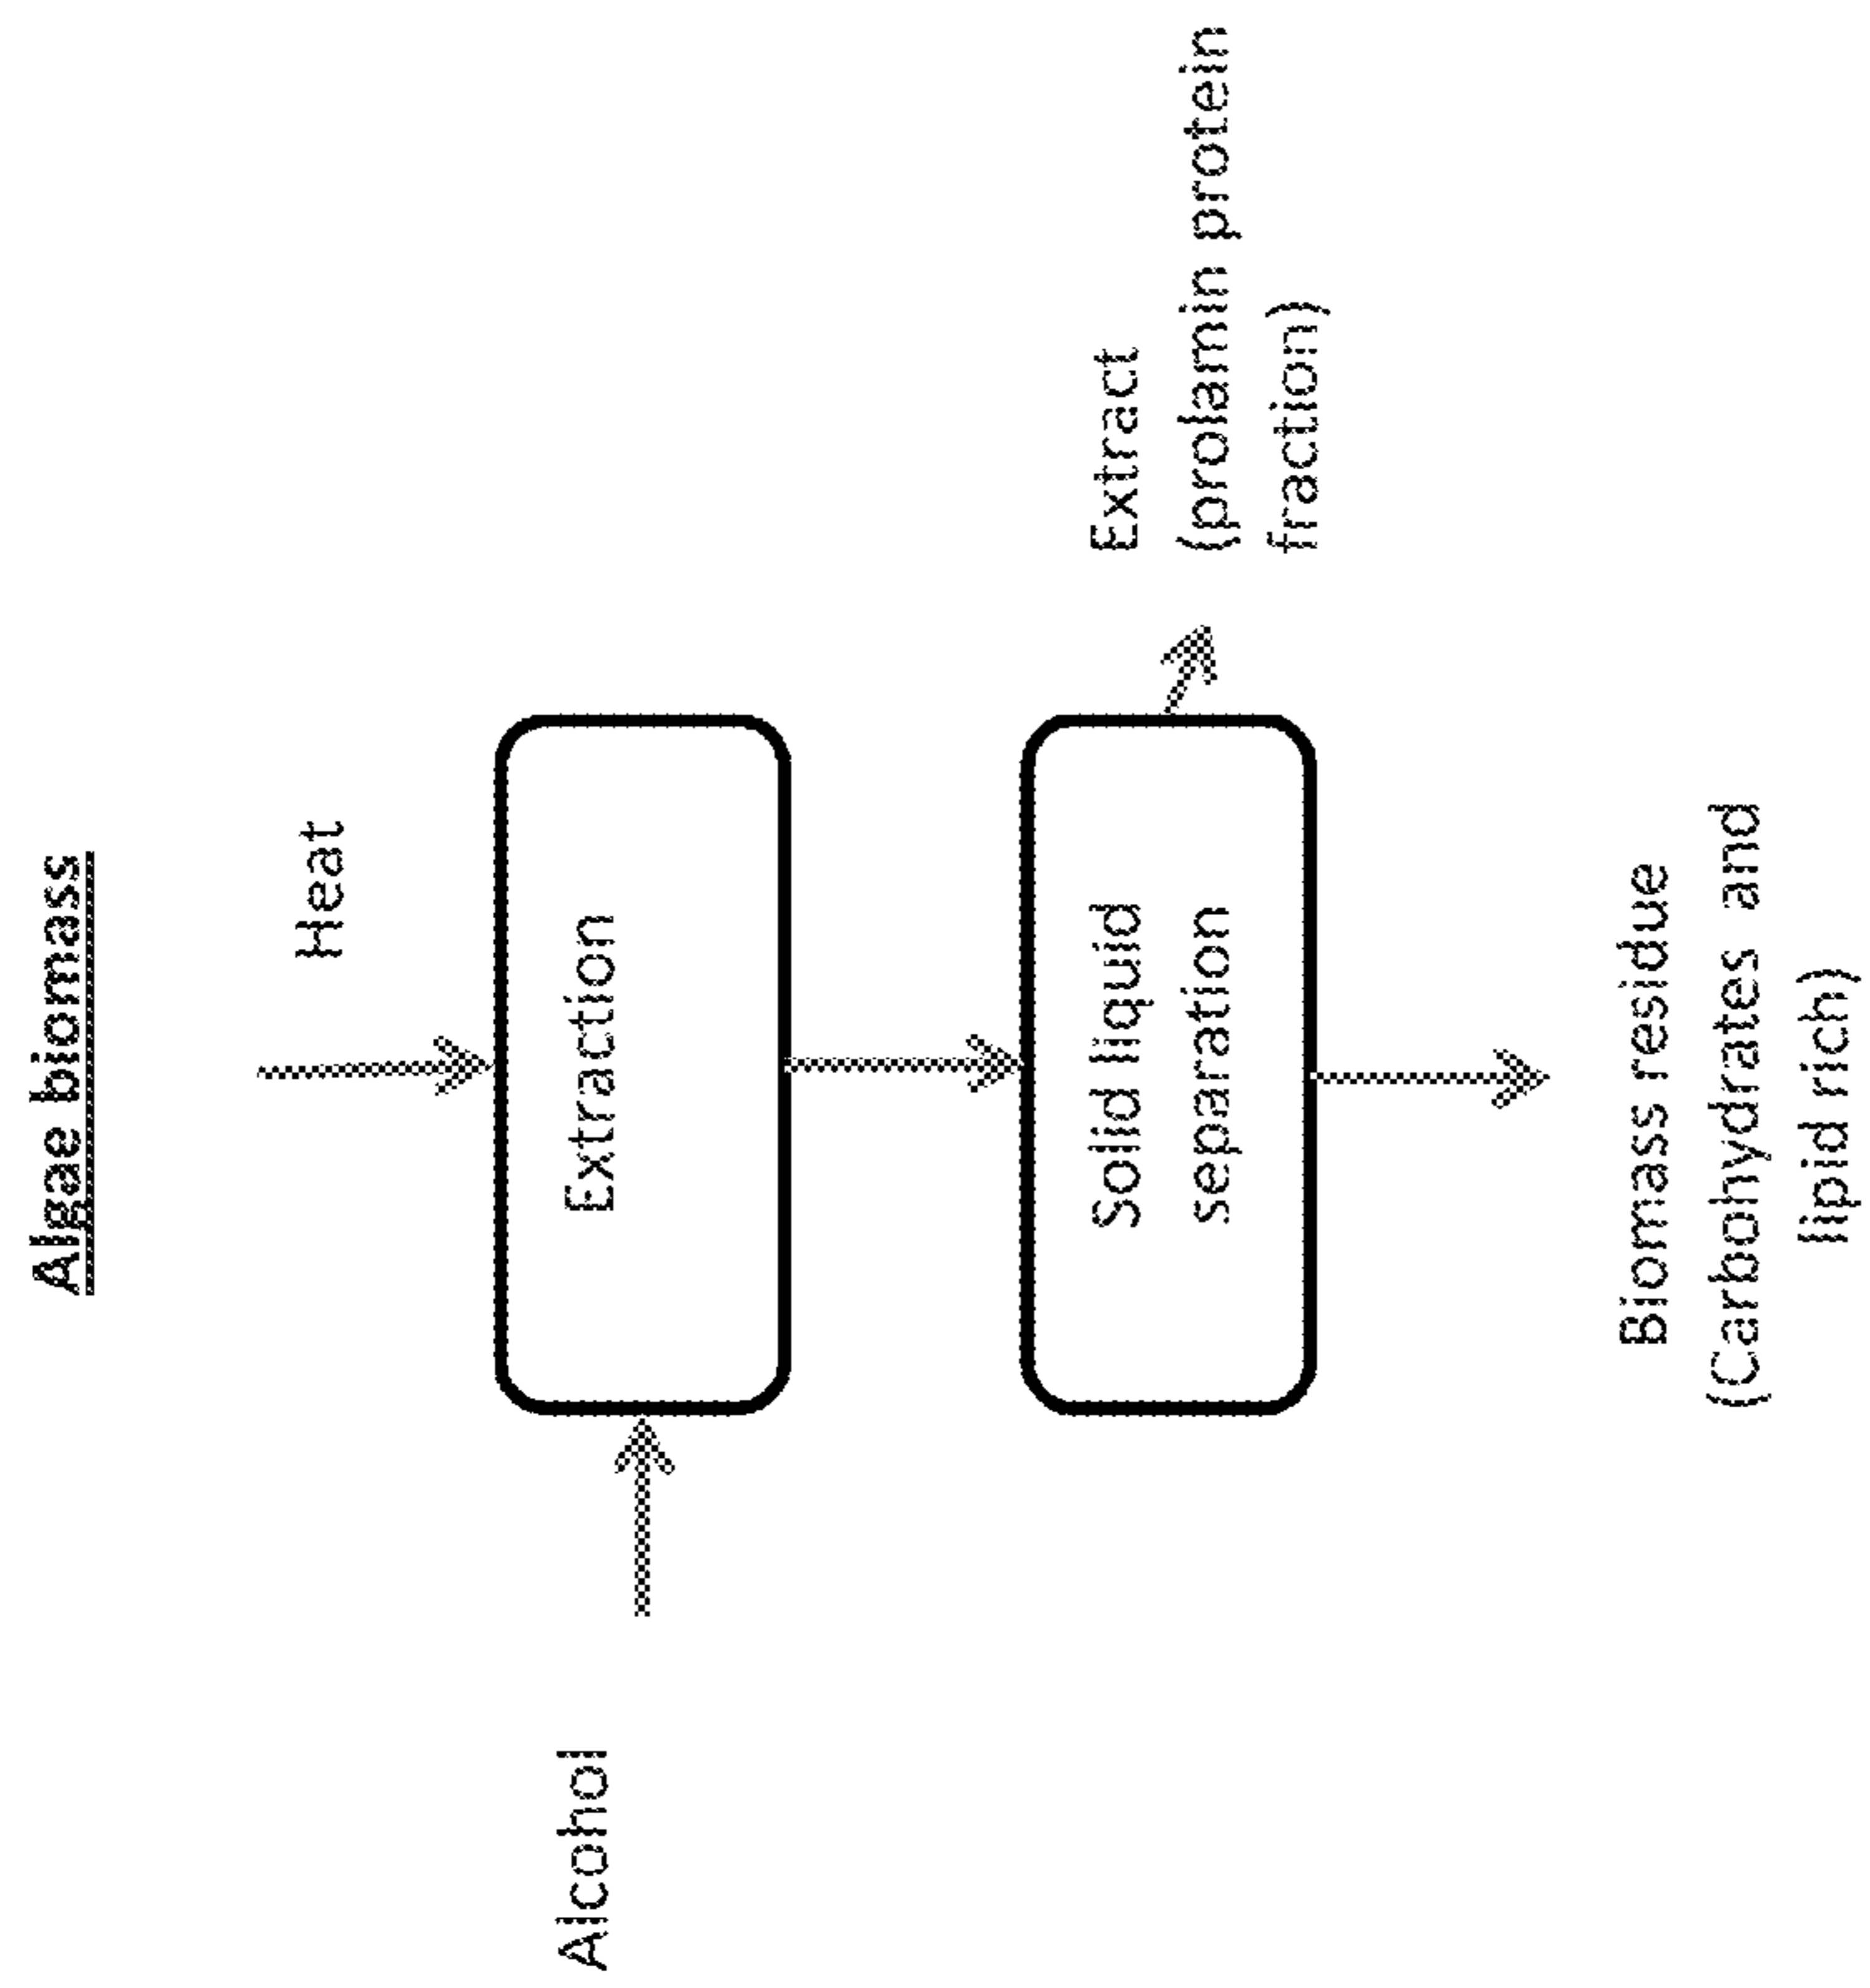 Algae biomass
Heat
Alcohol
Extraction
Solid liquid
separation
Extract
(prolamin protein
fraction)
Biomass residue
(Carbohydrates and
lipid rich)